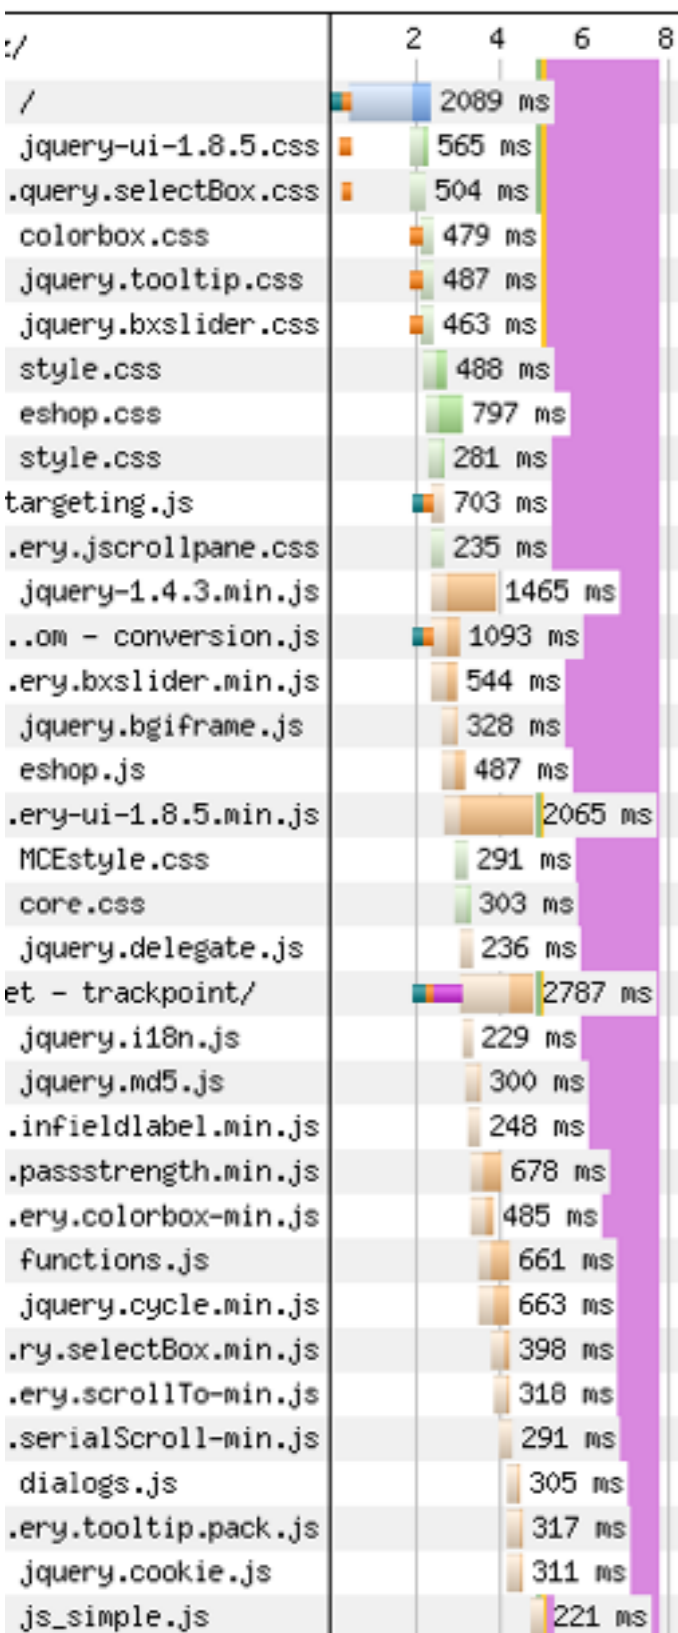 :/ 2 4 6 8
/ 2089 ms
jquery-ui-1.8.5.css 565 ms
.query.selectBox.css 504 ms
colorbox.css 479 ms
jquery.tooltip.css 487 ms
jquery.bxslider.css 463 ms
style.css 488 ms
eshop.css 797 ms
style.css 281 ms
targeting.js 703 ms
.ery.jscrollpane.css 235 ms
jquery-1.4.3.min.js 1465 ms
..om - conversion.js 1093 ms
.ery.bxslider.min.js 544 ms
jquery.bgiframe.js 328 ms
eshop.js 487 ms
.ery-ui-1.8.5.min.js 2065 ms
MCEstyle.css 291 ms
core.css 303 ms
jquery.delegate.js 236 ms
et - trackpoint/ 2787 ms
jquery.i18n.js 229 ms
jquery.md5.js 300 ms
.infieldlabel.min.js 248 ms
.passstrength.min.js 678 ms
.ery.colorbox-min.js 485 ms
functions.js 661 ms
jquery.cycle.min.js 663 ms
.ry.selectBox.min.js 398 ms
.ery.scrollTo-min.js 318 ms
.serialScroll-min.js 291 ms
dialogs.js 305 ms
.ery.tooltip.pack.js 317 ms
jquery.cookie.js 311 ms
js_simple.js 221 ms